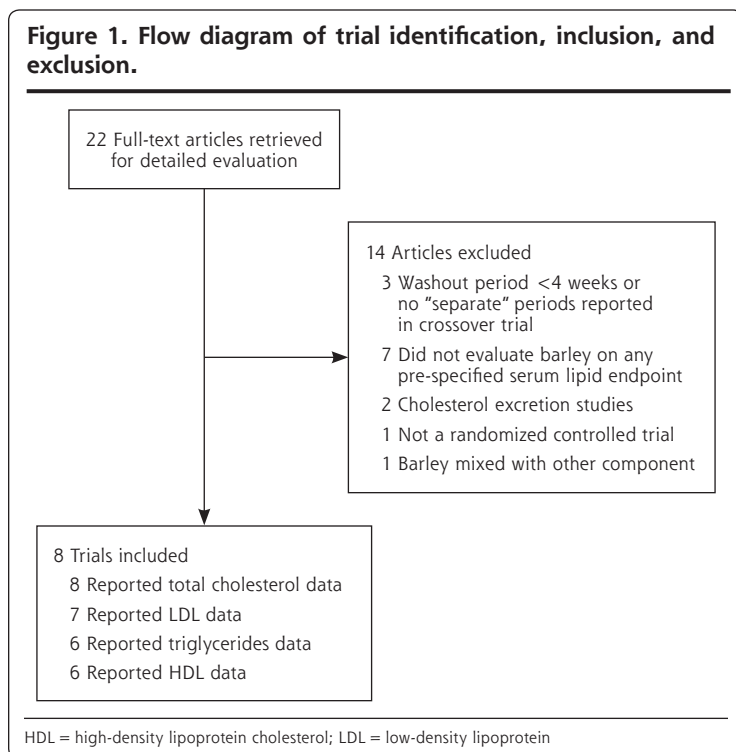 Figure 1. Flow diagram of trial identification, inclusion, and
exclusion.
22 Full-text articles retrieved
for detailed evaluation
14 Articles excluded
3 Washout period <4 weeks or
no “separate” periods reported
in crossover trial
7 Did not evaluate barley on any
pre-specified serum lipid endpoint
2 Cholesterol excretion studies
1 Not a randomized controlled trial
1 Barley mixed with other component
8 Trials included
8 Reported total cholesterol data
7 Reported LDL data
6 Reported triglycerides data
6 Reported HDL data
HDL = high-density lipoprotein cholesterol; LDL = low-density lipoprotein